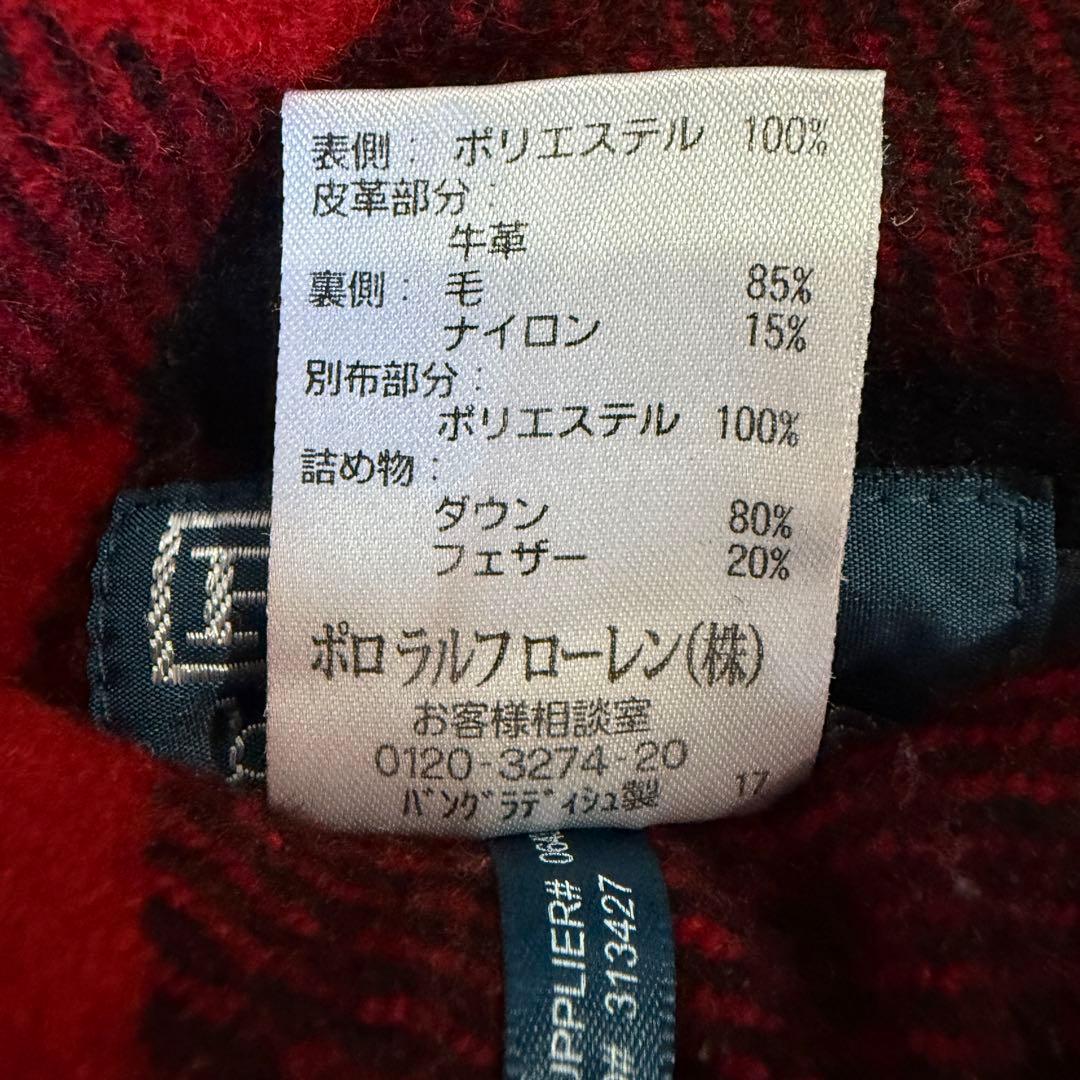 表側： ポリエステル 100%
皮革部分：
牛革
裏側： 毛 85%
ナイロン 15%
別布部分：
ポリエステル 100%
詰め物：
ダウン 80%
フェザー 20%
ポロ ラルフ ローレン(株)
お客様相談室
0120-3274-20
バングラディシュ製 17
313427